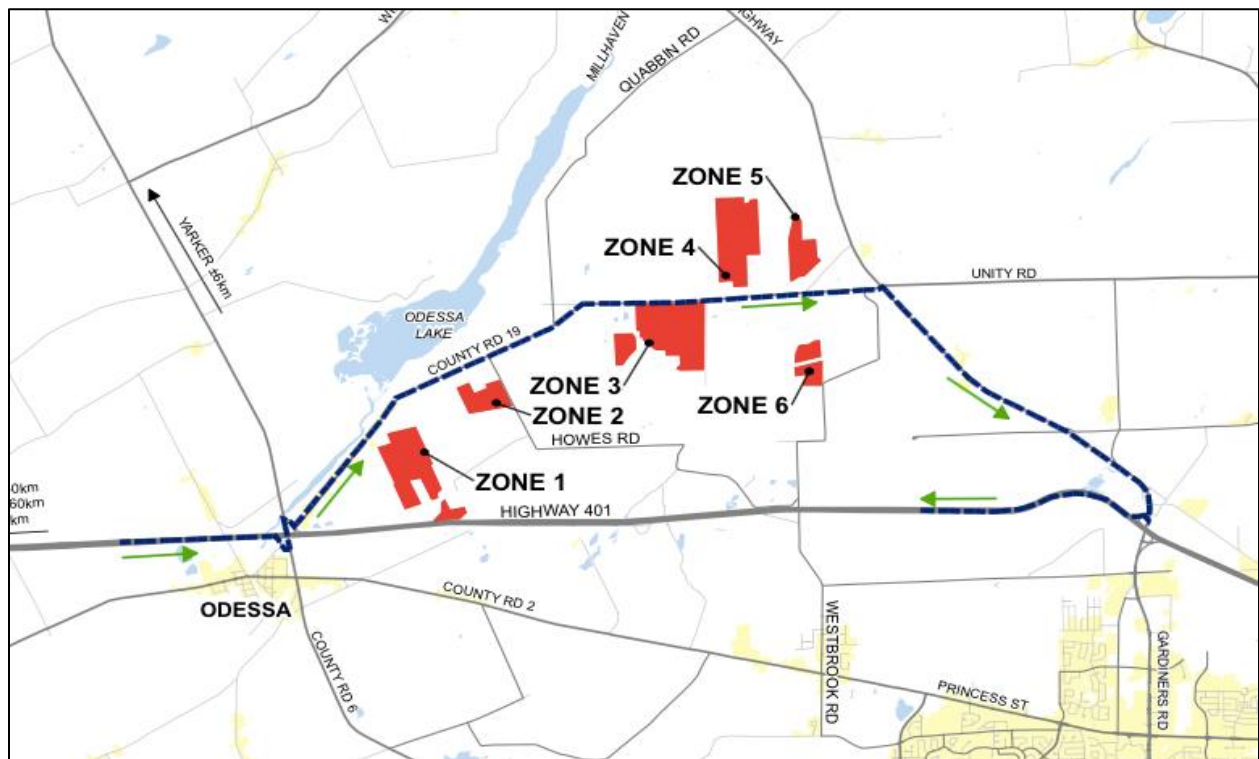 MILLHAVEN
QUABBIN RD
HIGHWAY
ZONE 5
ZONE 4
YARKER ±6km
UNITY RD
ODESSA
LAKE
COUNTY RD 19
ZONE 3
ZONE 2
ZONE 6
HOWES RD
ZONE 1
HIGHWAY 401
60km
ODESSA
COUNTY RD 2
COUNTY RD 6
WESTBROOK RD
GARDINERS RD
PRINCESS ST